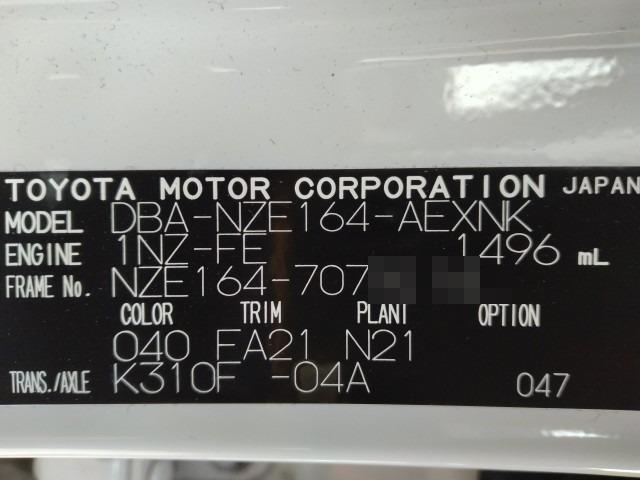 TOYOTA MOTOR CORPORATION JAPAN
MODEL DBA-NZE164-AEXNK
ENGINE 1NZ-FE 1496 mL
FRAME No. NZE164-707
COLOR TRIM PLANT OPTION
040 FA21 N21
TRANS./AXLE K310F -04A 047